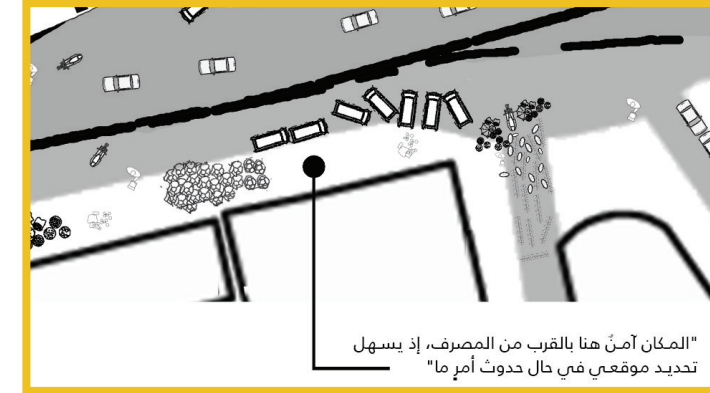 "المكان آمنٌ هنا بالقرب من المصرف، إذ يسهل
تحديد موقعي في حال حدوث أمرٍ ما"